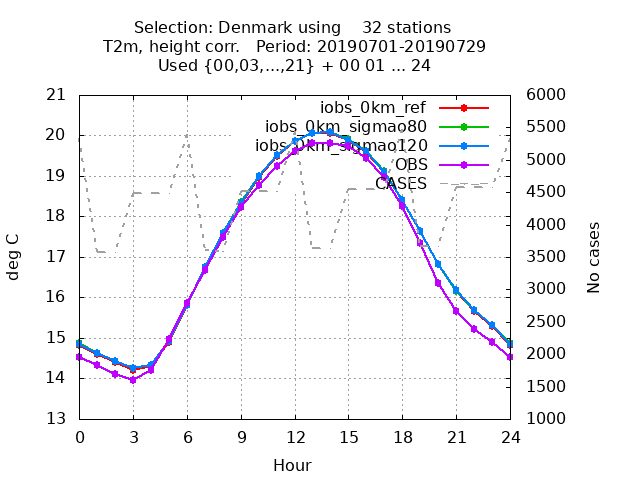 Selection: Denmark using    32 stations
T2m, height corr.   Period: 20190701-20190729
Used {00,03,...,21} + 00 01 ... 24
iobs_0km_ref
iobs_0km_sigmao80
iobs_0km_sigmao120
OBS
CASES
21
20
19
18
17
16
15
14
13
deg C
6000
5500
5000
4500
4000
3500
3000
2500
2000
1500
1000
No cases
0 3 6 9 12 15 18 21 24
Hour